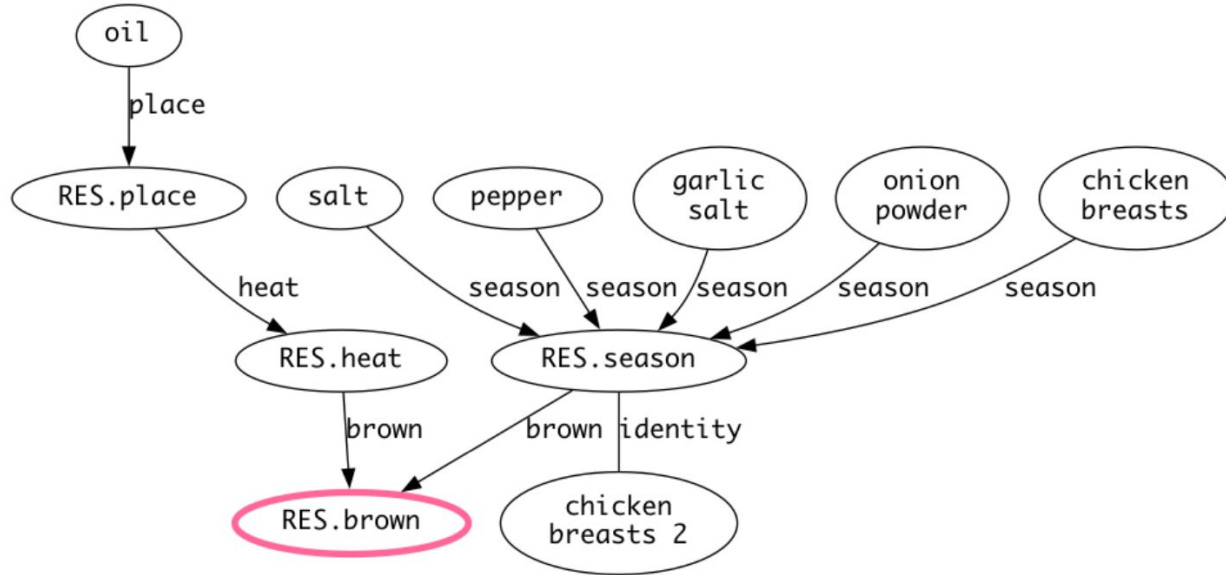 oil
place
RES.place
salt
pepper
garlic
salt
onion
powder
chicken
breasts
heat
season
season
season
season
season
RES.heat
RES.season
brown
brown
identity
RES.brown
chicken
breasts 2